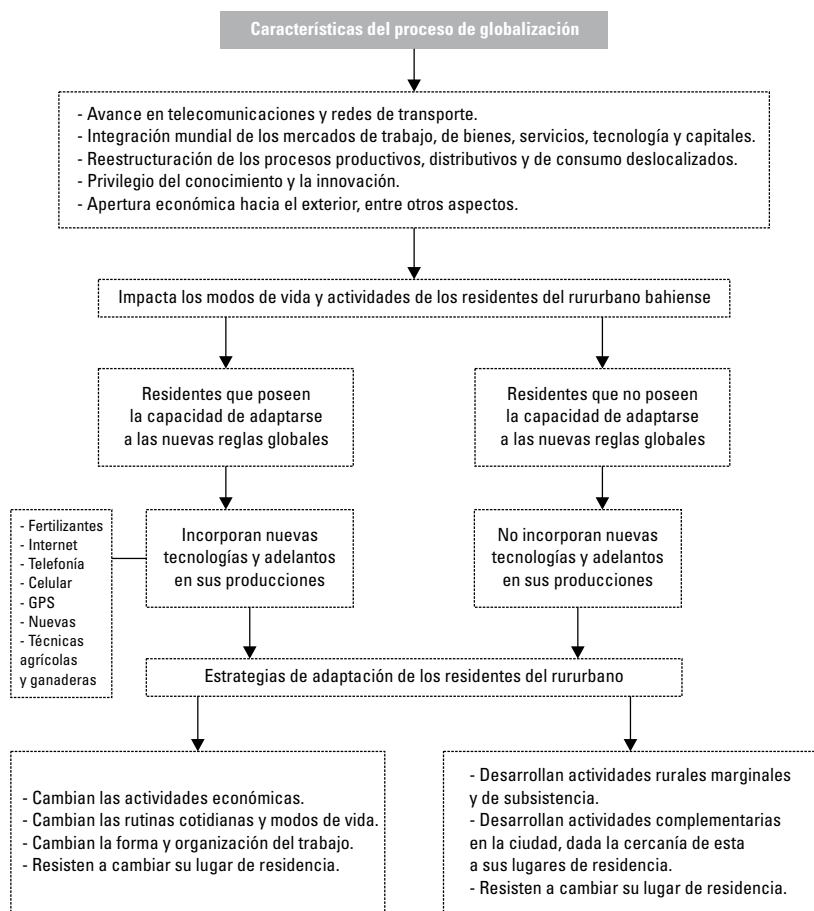 Características del proceso de globalización
- Avance en telecomunicaciones y redes de transporte.
- Integración mundial de los mercados de trabajo, de bienes, servicios, tecnología y capitales.
- Reestructuración de los procesos productivos, distributivos y de consumo deslocalizados.
- Privilegio del conocimiento y la innovación.
- Apertura económica hacia el exterior, entre otros aspectos.
Impacta los modos de vida y actividades de los residentes del rururbano bahiense
Residentes que poseen
la capacidad de adaptarse
a las nuevas reglas globales
Residentes que no poseen
la capacidad de adaptarse
a las nuevas reglas globales
- Fertilizantes
- Internet
- Telefonía
- Celular
- GPS
- Nuevas
- Técnicas
agrícolas
y ganaderas
Incorporan nuevas
tecnologías y adelantos
en sus producciones
No incorporan nuevas
tecnologías y adelantos
en sus producciones
Estrategias de adaptación de los residentes del rururbano
- Cambian las actividades económicas.
- Cambian las rutinas cotidianas y modos de vida.
- Cambian la forma y organización del trabajo.
- Resisten a cambiar su lugar de residencia.
- Desarrollan actividades rurales marginales
y de subsistencia.
- Desarrollan actividades complementarias
en la ciudad, dada la cercanía de esta
a sus lugares de residencia.
- Resisten a cambiar su lugar de residencia.